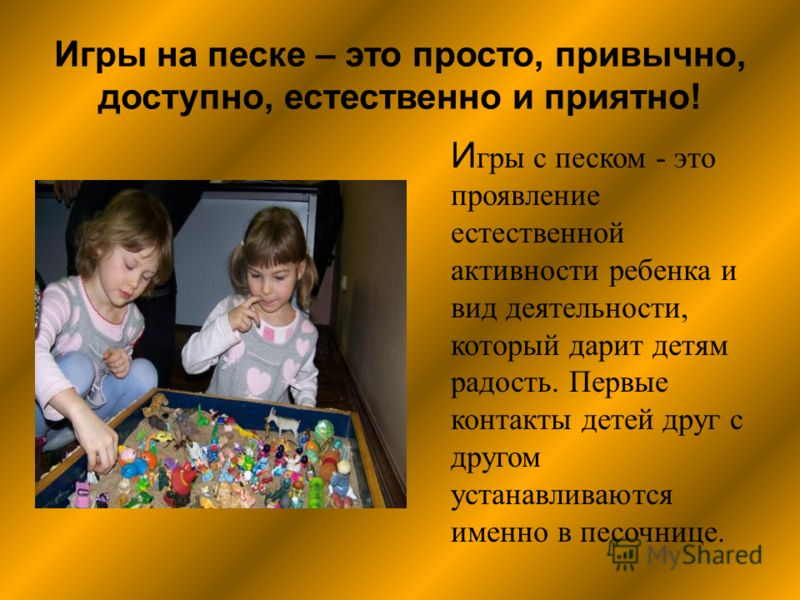 Игры на песке – это просто, привычно,
доступно, естественно и приятно!
Игры с песком - это
проявление
естественной
активности ребенка и
вид деятельности,
который дарит детям
радость. Первые
контакты детей друг с
другом
устанавливаются
именно в песочнице.
MyShared